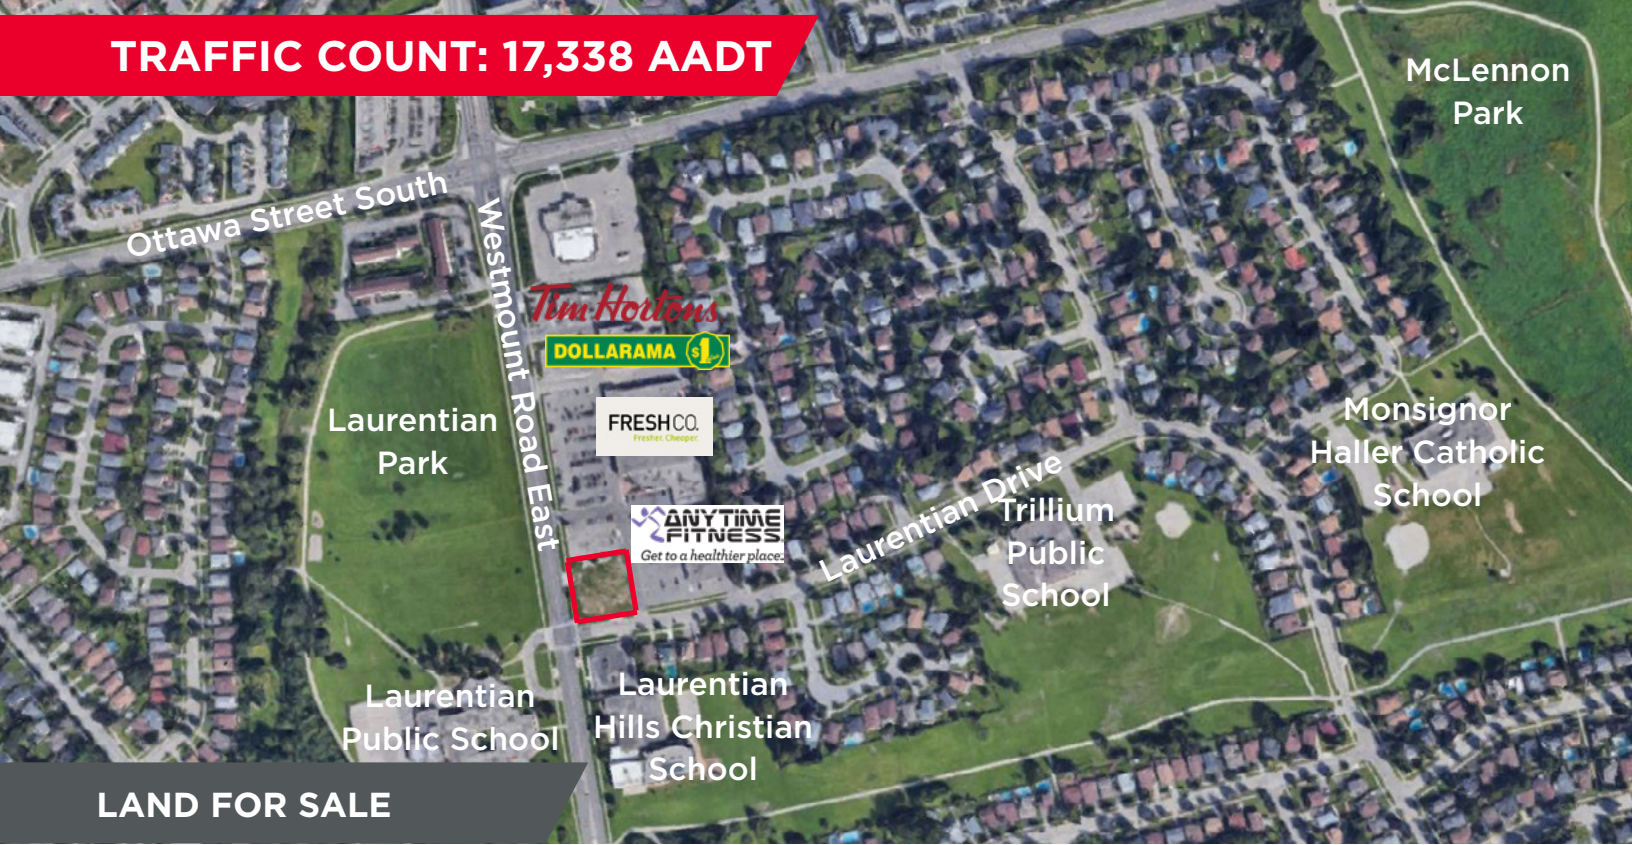 TRAFFIC COUNT: 17,338 AADT
McLennon
Park
Ottawa Street South
Westmount Road East
Tim Hortons
DOLLARAMA $1
FRESHCO.
Fresher. Cheaper.
Laurentian
Park
Monsignor
Haller Catholic
School
ANYTIME
FITNESS
Get to a healthier place.
Laurentian Drive
Trillium
Public
School
Laurentian
Public School
Laurentian
Hills Christian
School
LAND FOR SALE